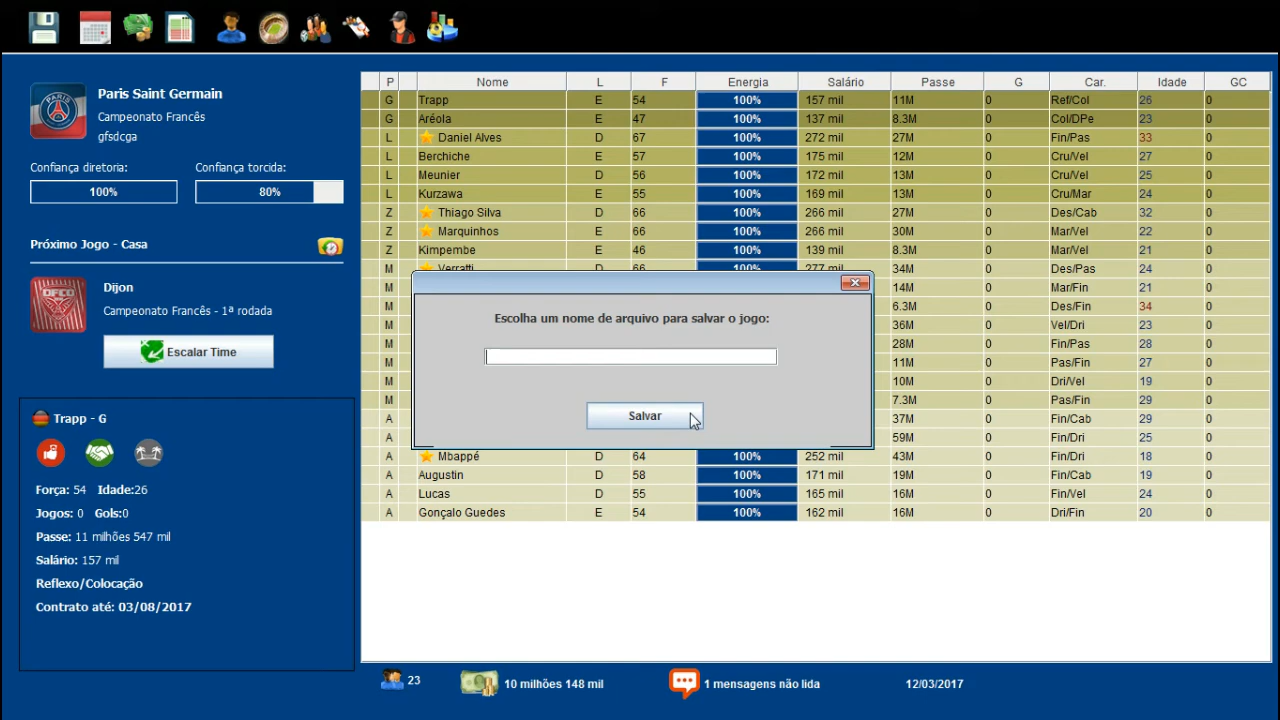 Paris Saint Germain
Campeonato Francês
gfsdcga
Confiança diretoria: Confiança torcida:
100% 80%
Próximo Jogo - Casa
DFCO
Dijon
Campeonato Francês - 1ª rodada
Escalar Time
Trapp - G
Força: 54 Idade:26
Jogos: 0 Gols:0
Passe: 11 milhões 547 mil
Salário: 157 mil
Reflexo/Colocação
Contrato até: 03/08/2017
P Nome L F Energia Salário Passe G Car. Idade GC
G Trapp E 54 100% 157 mil 11M 0 Ref/Col 26 0
G Aréola E 47 100% 137 mil 8.3M 0 Col/DPe 23 0
L Daniel Alves D 67 100% 272 mil 27M 0 Fin/Pas 33 0
L Berchiche E 57 100% 175 mil 12M 0 Cru/Vel 27 0
L Meunier D 56 100% 172 mil 13M 0 Cru/Vel 25 0
L Kurzawa E 55 100% 169 mil 13M 0 Cru/Mar 24 0
Z Thiago Silva D 66 100% 266 mil 27M 0 Des/Cab 32 0
Z Marquinhos E 66 100% 266 mil 30M 0 Mar/Vel 22 0
Z Kimpembe E 46 100% 139 mil 8.3M 0 Mar/Vel 21 0
M Verratti D 66 100% 277 mil 34M 0 Des/Pas 24 0
M 14M 0 Mar/Fin 21 0
M 6.3M 0 Des/Fin 34 0
M 36M 0 Vel/Dri 23 0
M 28M 0 Fin/Pas 28 0
M 11M 0 Pas/Fin 27 0
M 10M 0 Dri/Vel 19 0
M 7.3M 0 Pas/Fin 29 0
A 37M 0 Fin/Cab 29 0
A 59M 0 Fin/Dri 25 0
A Mbappé D 64 100% 252 mil 43M 0 Fin/Dri 18 0
A Augustin D 58 100% 171 mil 19M 0 Fin/Cab 19 0
A Lucas D 55 100% 165 mil 16M 0 Fin/Vel 24 0
A Gonçalo Guedes E 54 100% 162 mil 16M 0 Dri/Fin 20 0
Escolha um nome de arquivo para salvar o jogo:
Salvar
23 10 milhões 148 mil 1 mensagens não lida 12/03/2017